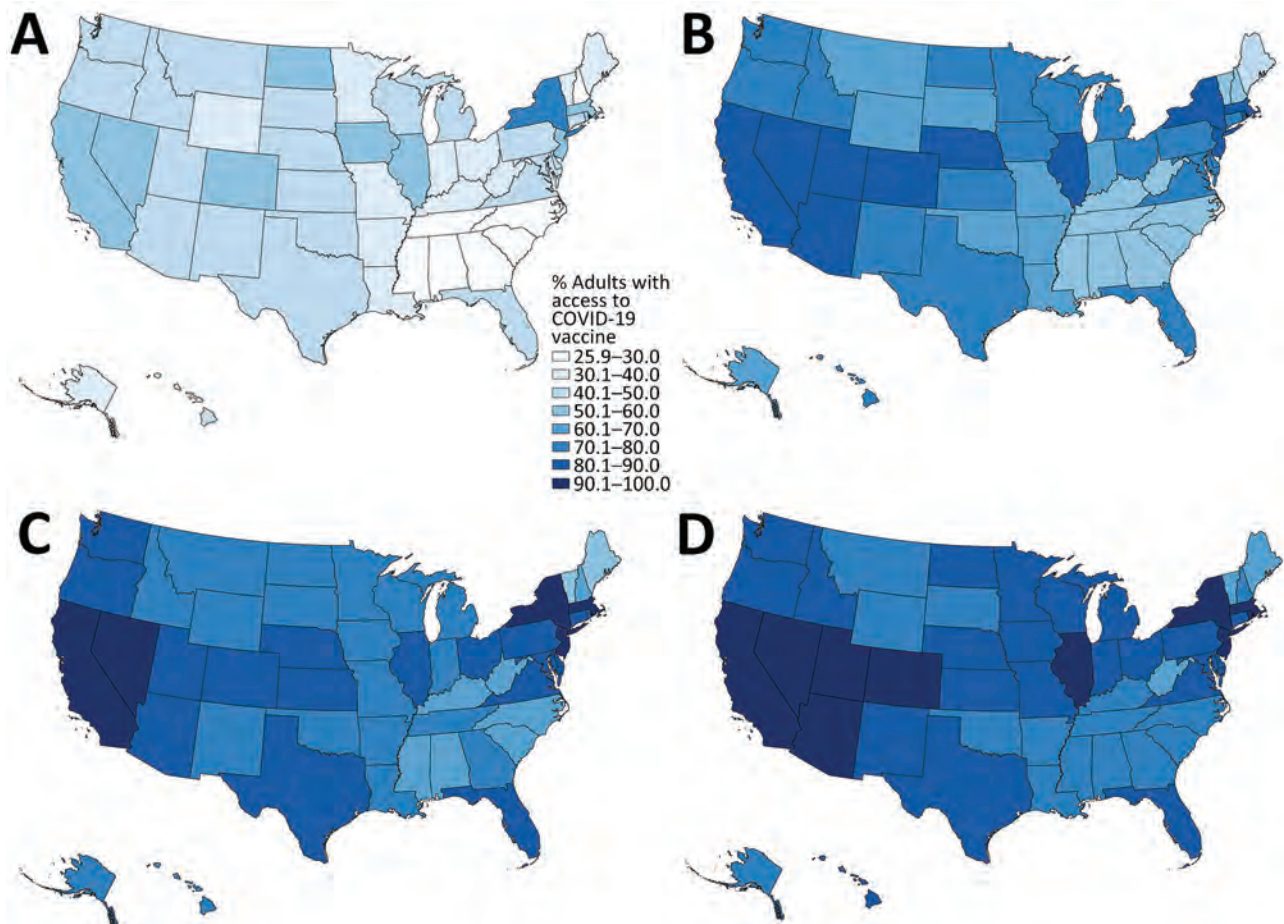 A
B
% Adults with
access to
COVID-19
vaccine
25.9–30.0
30.1–40.0
40.1–50.0
50.1–60.0
60.1–70.0
70.1–80.0
80.1–90.0
90.1–100.0
C
D